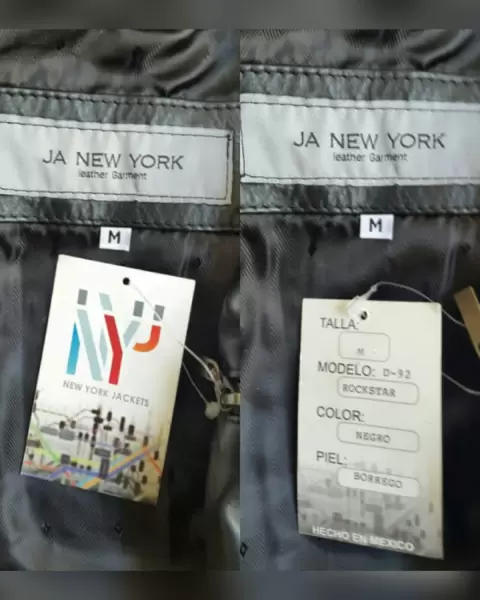 JA NEW YORK
leather Garment
M
NYJ
NEW YORK JACKETS
JA NEW YORK
leather Garment
M
TALLA:
M
MODELO: D-92
ROCKSTAR
COLOR:
NEGRO
PIEL:
BORREGO
HECHO EN MEXICO